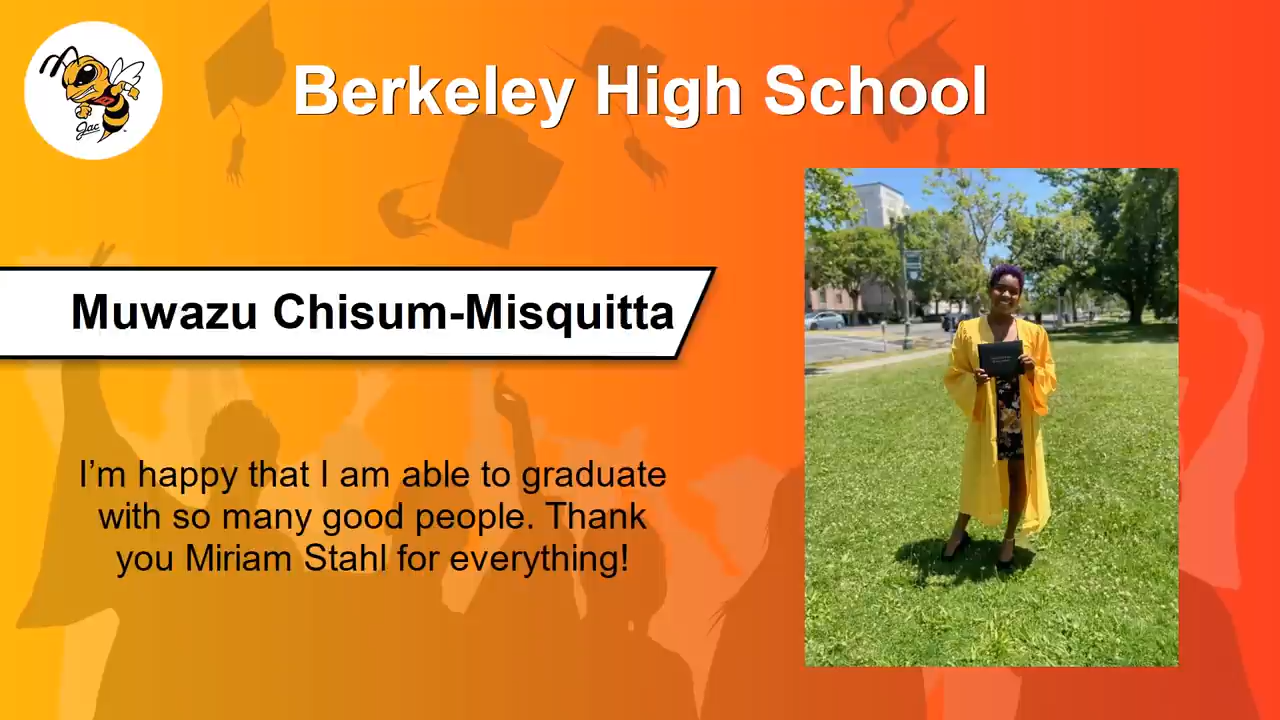 Berkeley High School
Jac
Muwazu Chisum-Misquitta
I’m happy that I am able to graduate
with so many good people. Thank
you Miriam Stahl for everything!